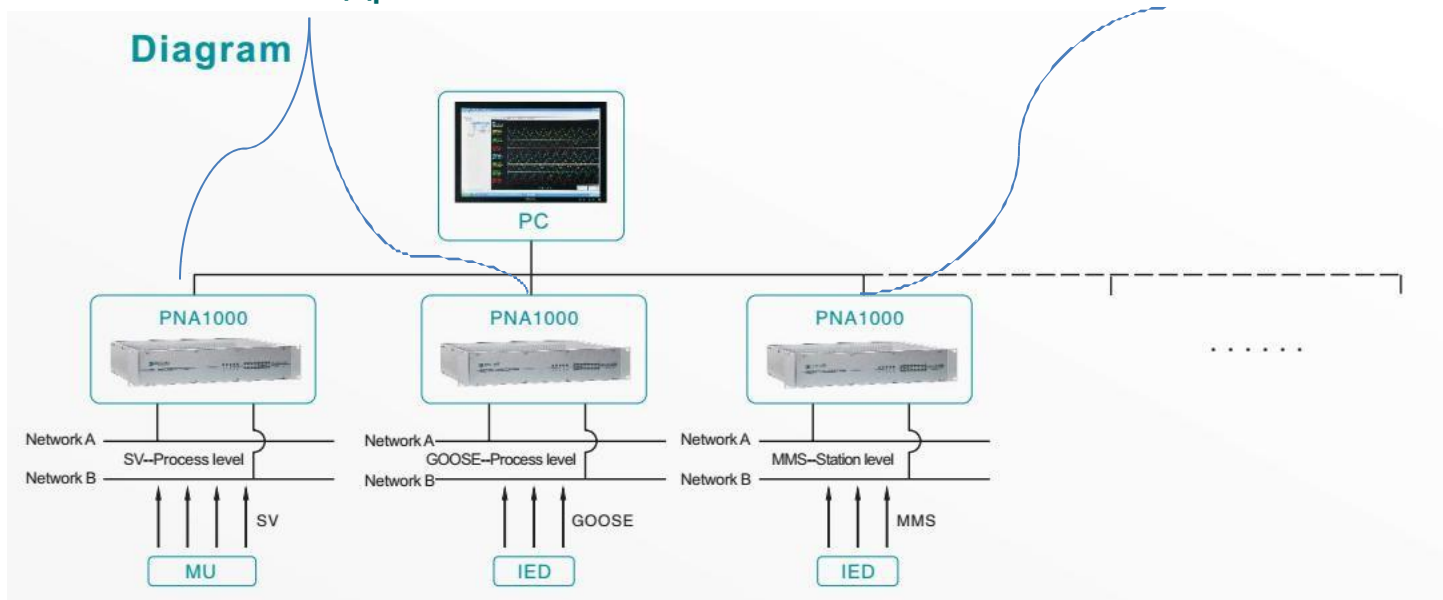 Diagram
PC
PNA1000
PNA1000
PNA1000
. . . . . .
Network A
SV--Process level
Network B
Network A
GOOSE--Process level
Network B
Network A
MMS--Station level
Network B
SV
GOOSE
MMS
MU
IED
IED